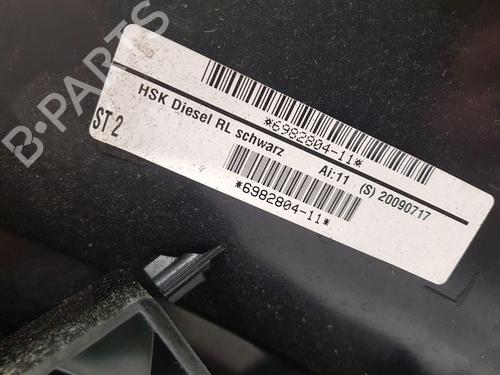 B-PARTS
*6982804-11*
HSK Diesel RL schwarz
Ai:11 (S) 20090717
ST 2
*6982804-11*